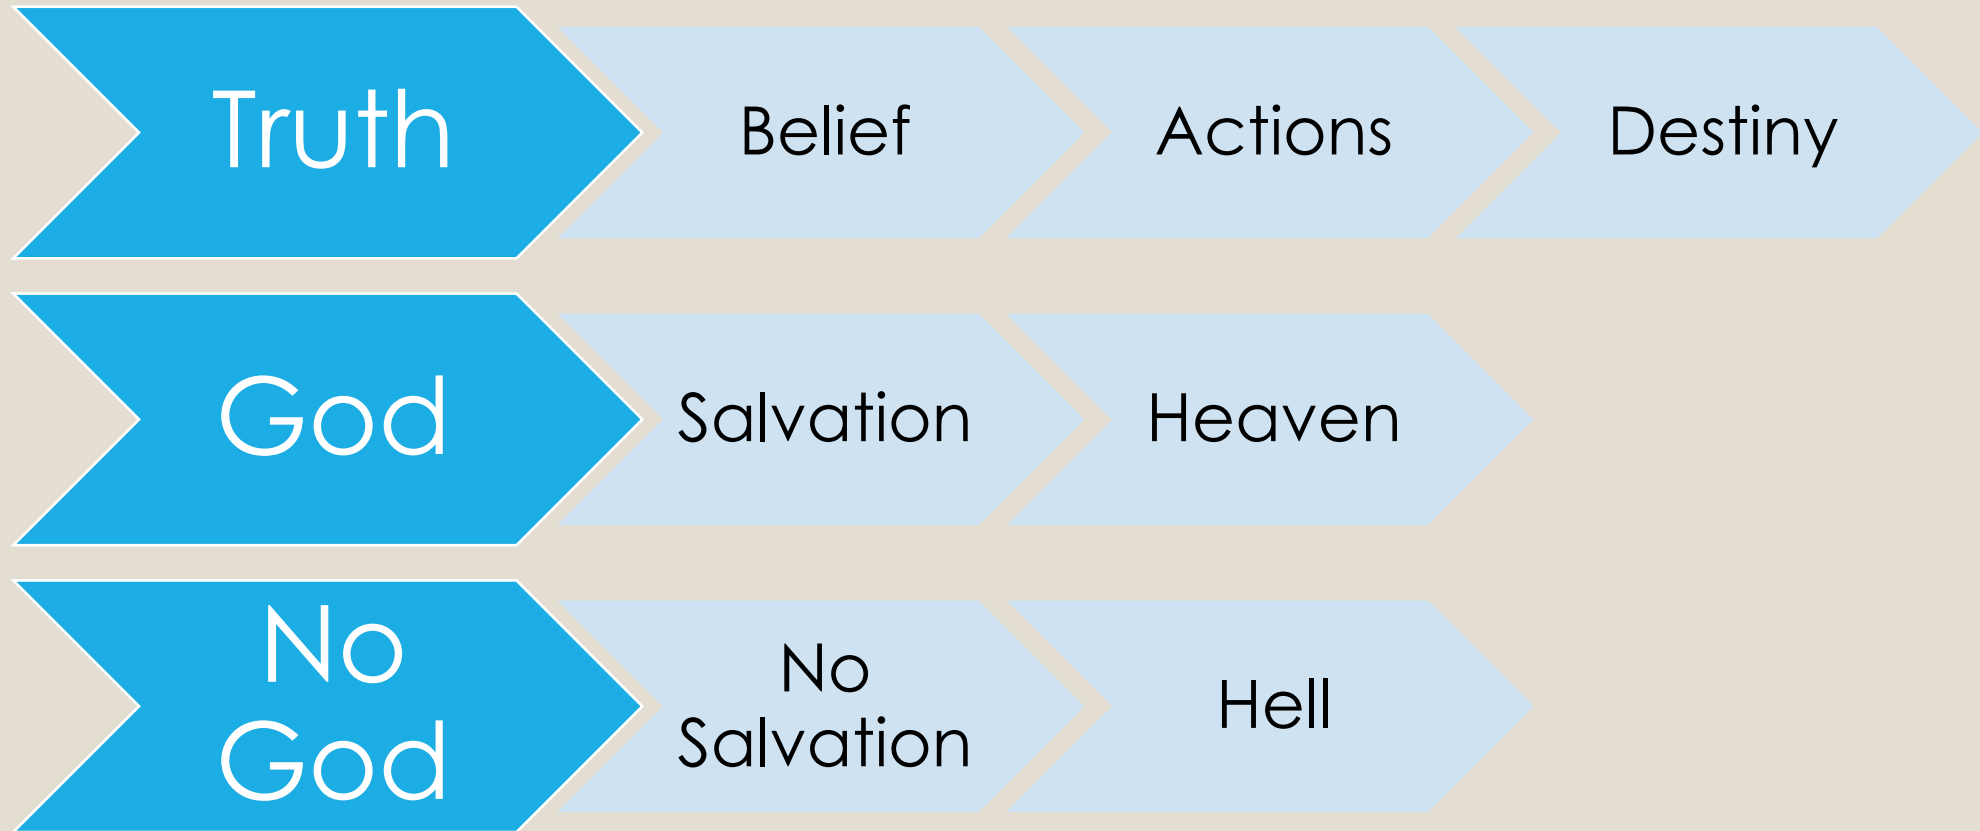 Truth
Belief
Actions
Destiny
God
Salvation
Heaven
No
God
No
Salvation
Hell